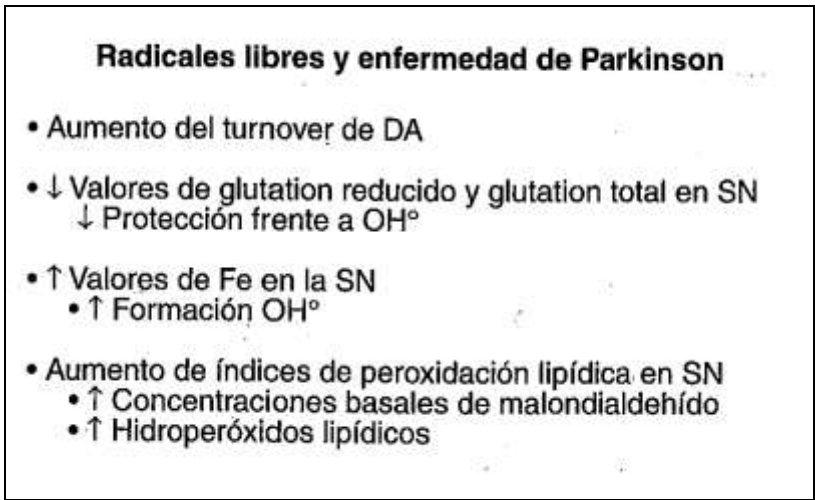 Radicales libres y enfermedad de Parkinson
• Aumento del turnover de DA
• ↓ Valores de glutation reducido y glutation total en SN
↓ Protección frente a OHº
• ↑ Valores de Fe en la SN
• ↑ Formación OHº
• Aumento de índices de peroxidación lipídica en SN
• ↑ Concentraciones basales de malondialdehído
• ↑ Hidroperóxidos lipídicos